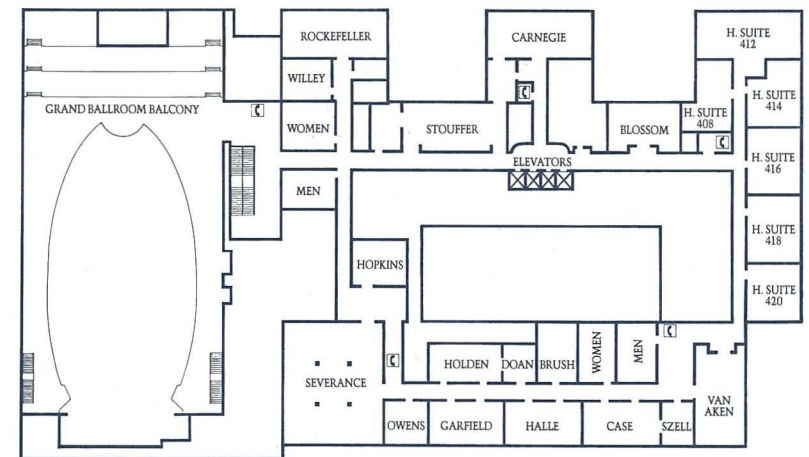 ROCKEFELLER
CARNEGIE
H. SUITE
412
WILLEY
GRAND BALLROOM BALCONY
H. SUITE
414
WOMEN
STOUFFER
BLOSSOM
H. SUITE
408
ELEVATORS
H. SUITE
416
MEN
H. SUITE
418
HOPKINS
H. SUITE
420
SEVERANCE
HOLDEN
DOAN
BRUSH
WOMEN
MEN
VAN
AKEN
OWENS
GARFIELD
HALLE
CASE
SZELL